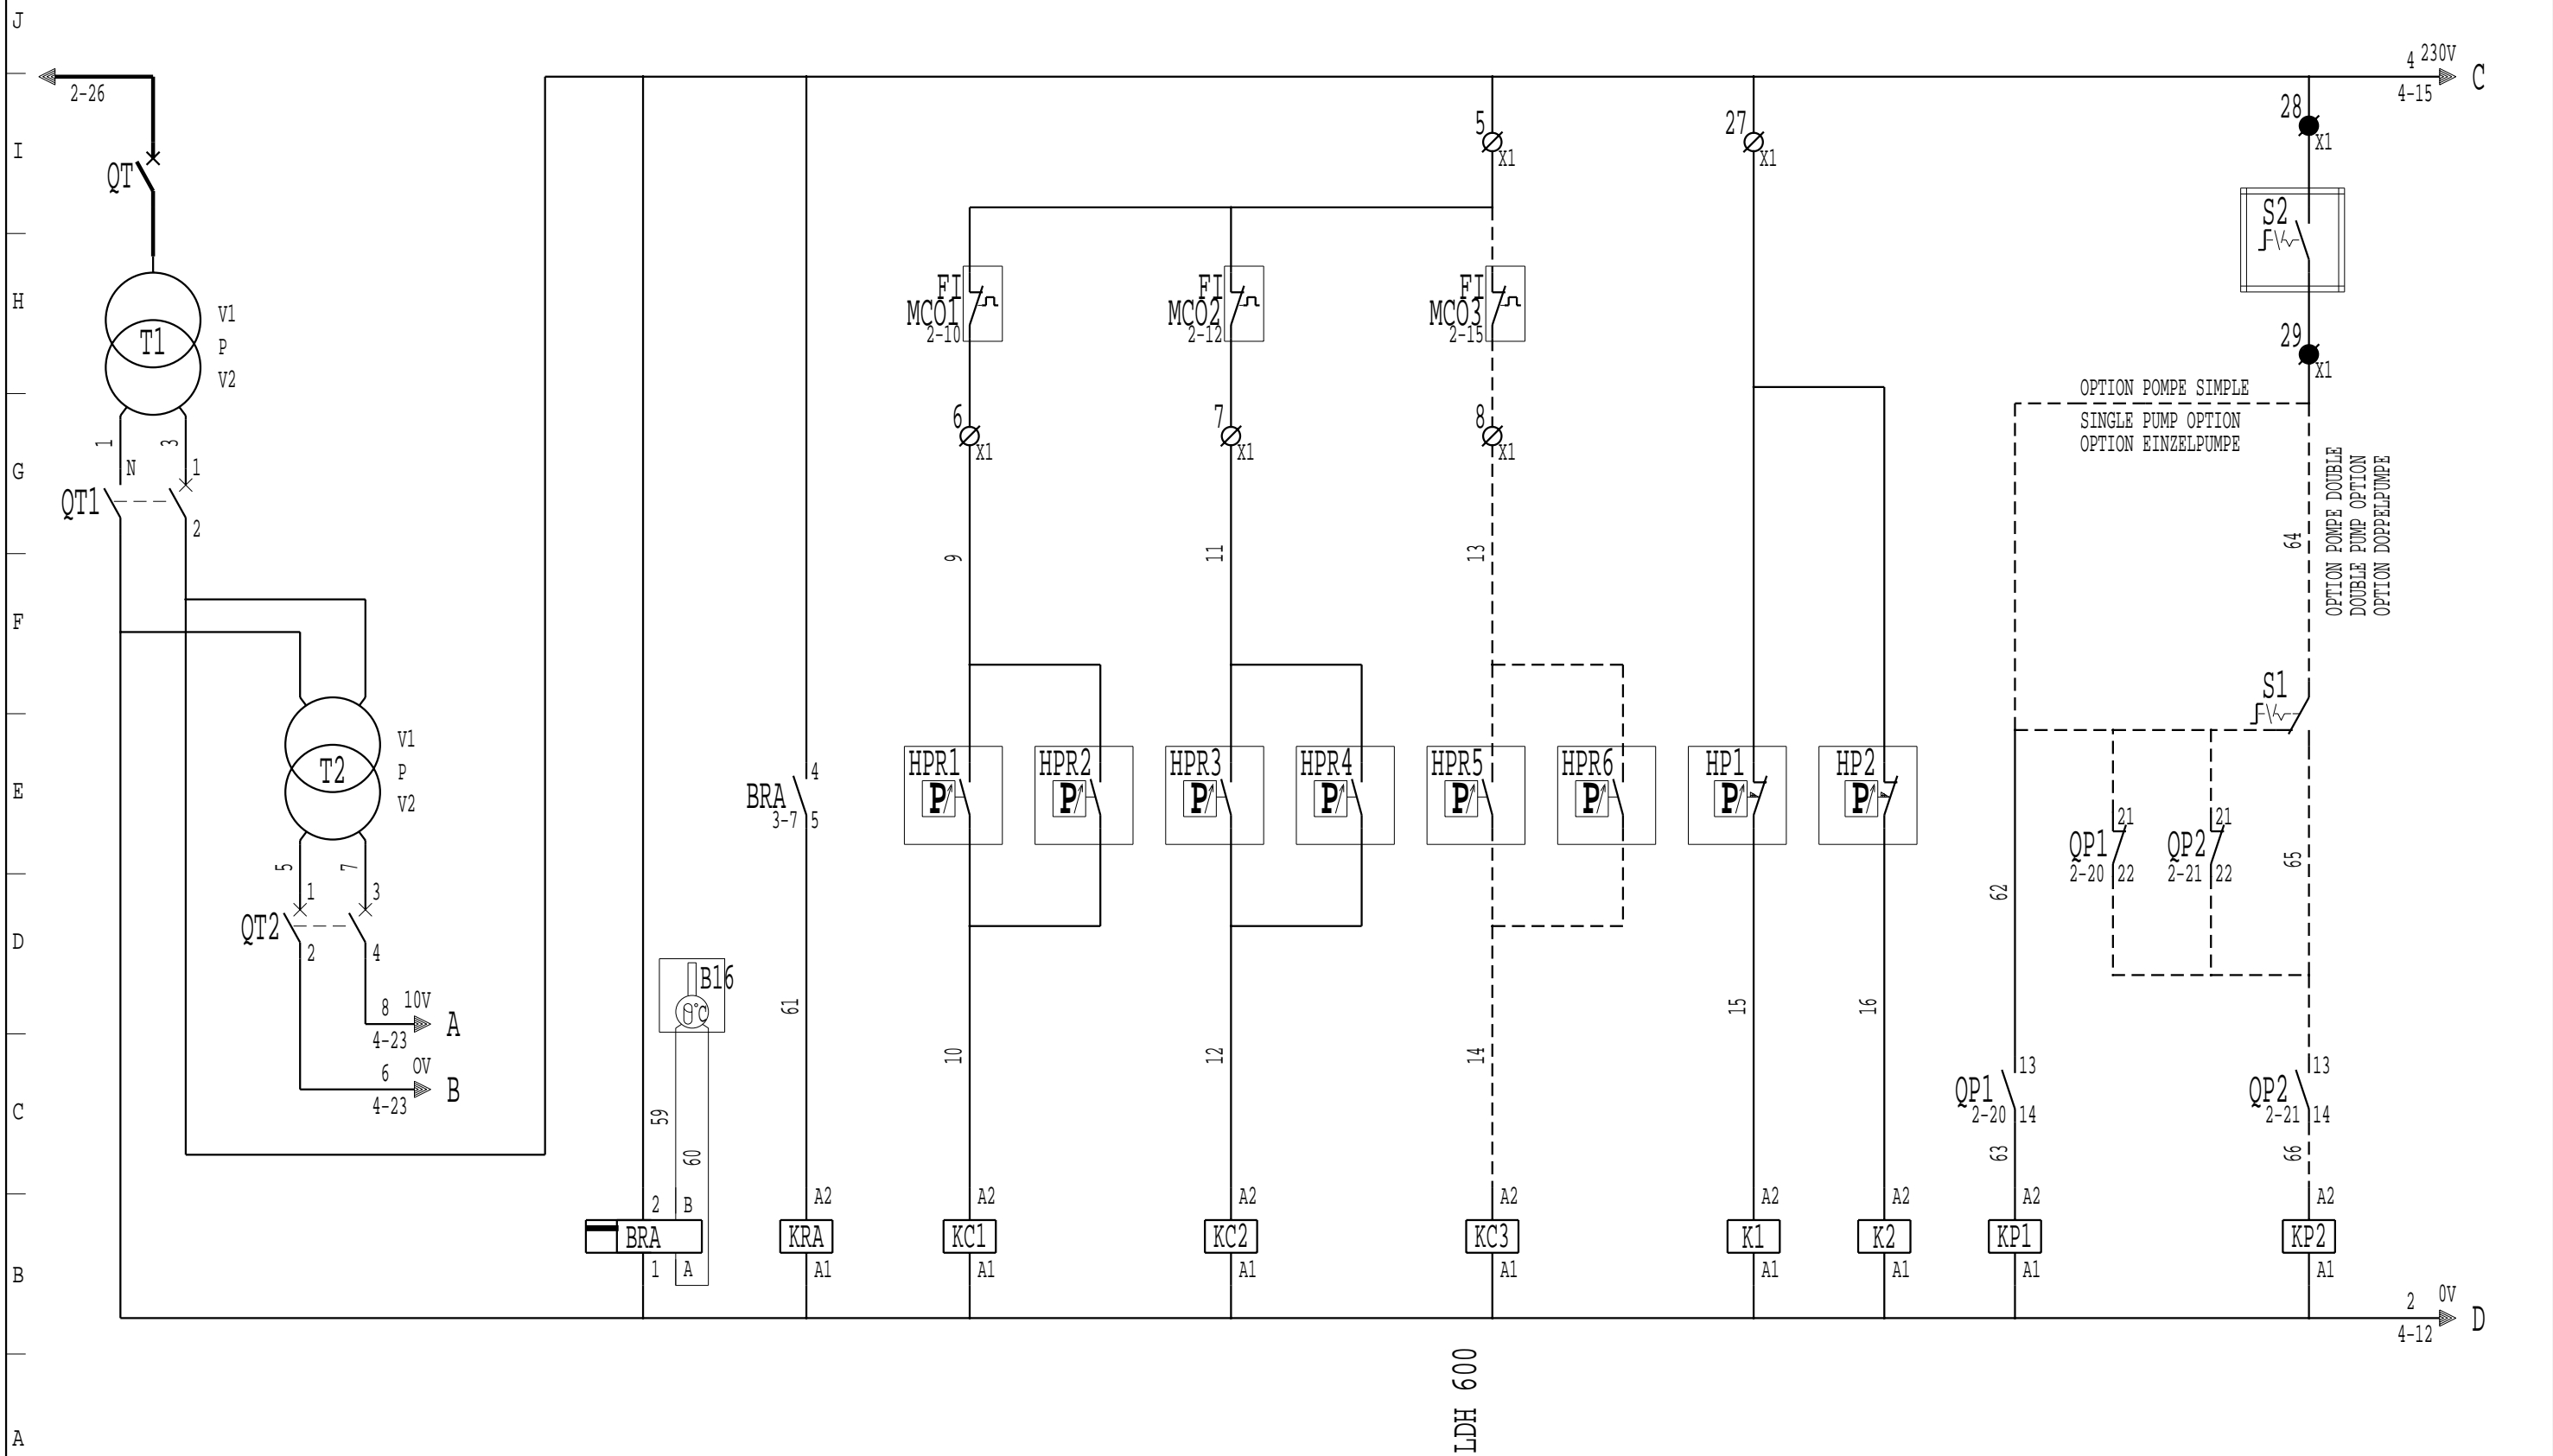 J
I
H
G
F
E
D
C
B
A
2-26
QT
T1
V1
P
V2
1
3
N
1
QT1
2
T2
V1
P
V2
5
7
1
3
QT2
2
4
8 10V
4-23
A
6 0V
4-23
B
59
60
B16
°C
2
B
BRA
1
A
4
BRA
3-7
5
61
A2
KRA
A1
5
X1
FI
MCO1
2-10
6
X1
9
HPR1
P
HPR2
P
10
A2
KC1
A1
FI
MCO2
2-12
7
X1
11
HPR3
P
HPR4
P
12
A2
KC2
A1
FI
MCO3
2-15
8
X1
13
HPR5
P
HPR6
P
14
A2
KC3
A1
27
X1
HP1
P
HP2
P
15
16
A2
K1
A1
A2
K2
A1
4 230V
4-15
C
28
X1
S2
29
X1
OPTION POMPE SIMPLE
SINGLE PUMP OPTION
OPTION EINZELPUMPE
OPTION POMPE DOUBLE
DOUBLE PUMP OPTION
OPTION DOPPELPUMPE
64
S1
21
QP1
2-20
22
21
QP2
2-21
22
65
62
13
QP1
2-20
14
63
13
QP2
2-21
14
66
A2
KP1
A1
A2
KP2
A1
2 0V
4-12
D
LDH 600